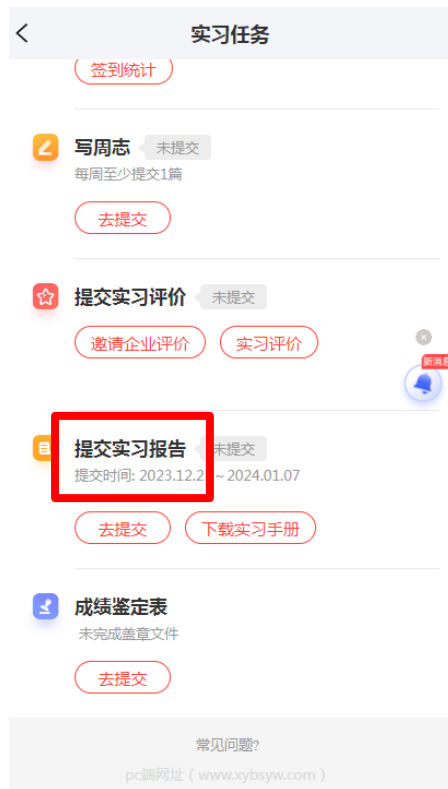 实习任务
签到统计
写周志 未提交
每周至少提交1篇
去提交
提交实习评价 未提交
邀请企业评价 实习评价
新消息
提交实习报告 未提交
提交时间: 2023.12.2 ~ 2024.01.07
去提交 下载实习手册
成绩鉴定表
未完成盖章文件
去提交
常见问题?
pc端网址（www.xybsyw.com）